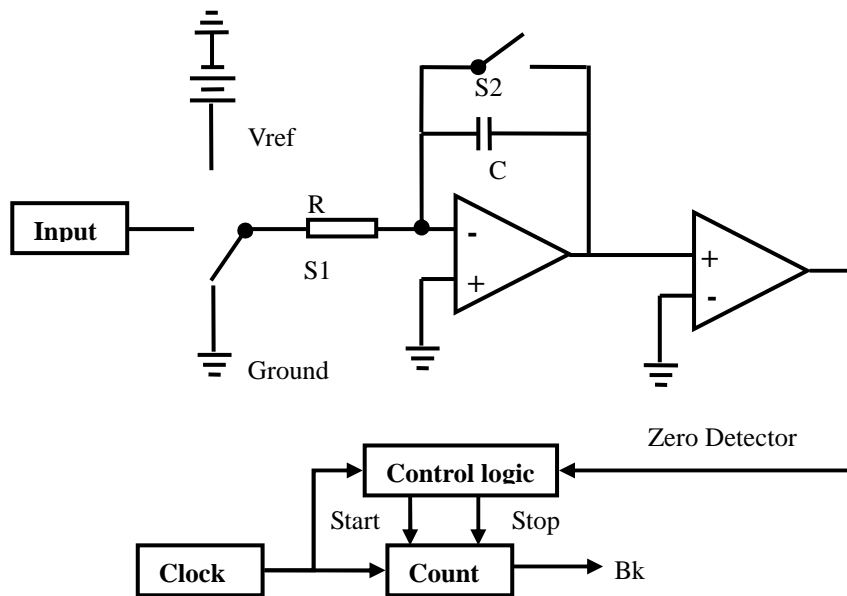 S2
Vref
C
R
Input
-
+
+
-
S1
Ground
Zero Detector
Control logic
Start
Stop
Clock
Count
Bk